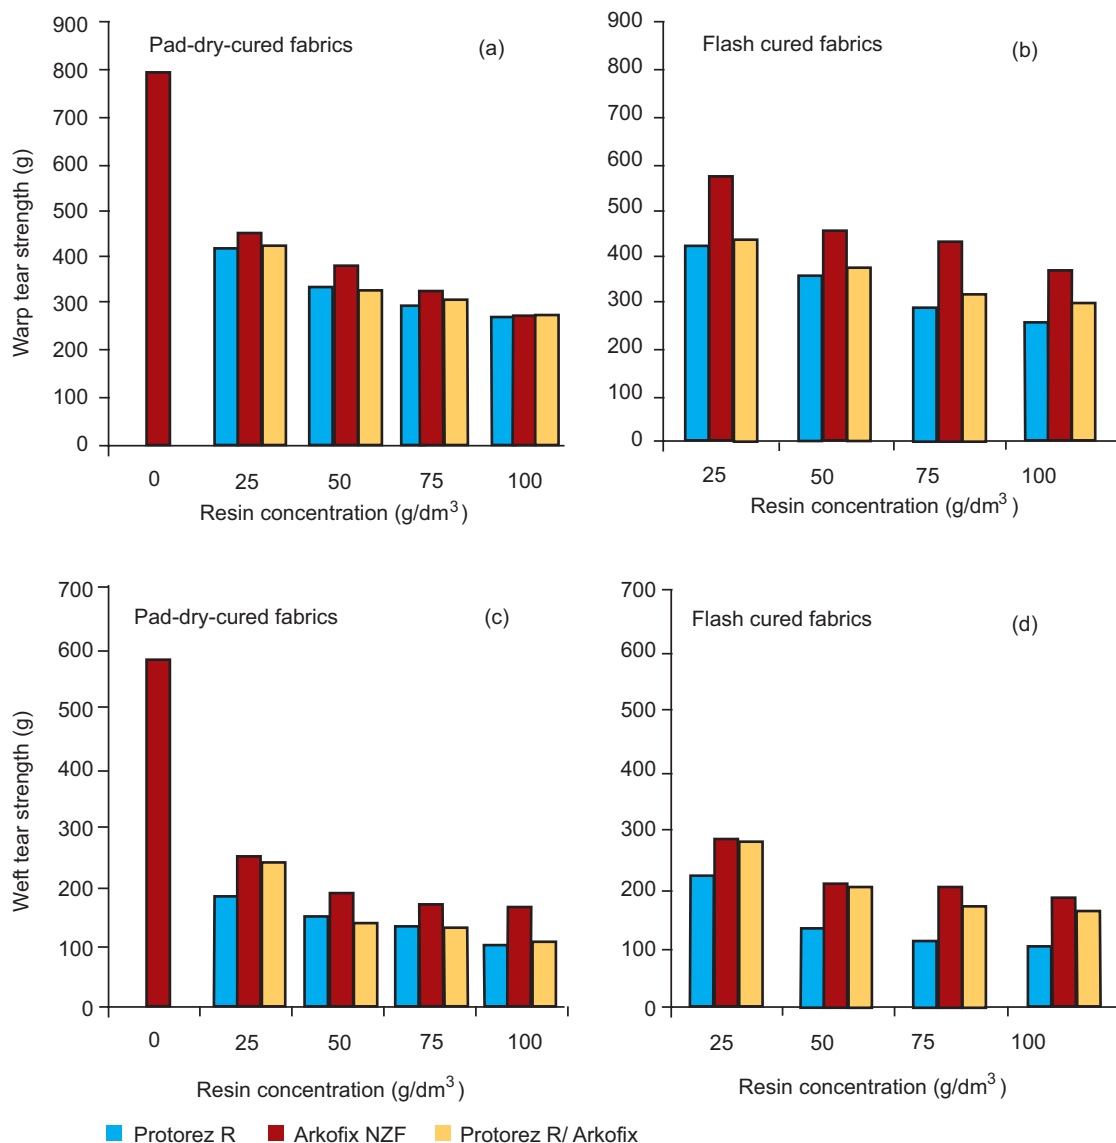 Pad-dry-cured fabrics (a)
Warp tear strength (g)
900
800
700
600
500
400
300
200
100
0
0 25 50 75 100
Resin concentration (g/dm³)
Flash cured fabrics (b)
900
800
700
600
500
400
300
200
100
0
25 50 75 100
Resin concentration (g/dm³)
Pad-dry-cured fabrics (c)
Weft tear strength (g)
700
600
500
400
300
200
100
0
0 25 50 75 100
Resin concentration (g/dm³)
Flash cured fabrics (d)
700
600
500
400
300
200
100
0
25 50 75 100
Resin concentration (g/dm³)
Protorez R Arkofix NZF Protorez R/ Arkofix